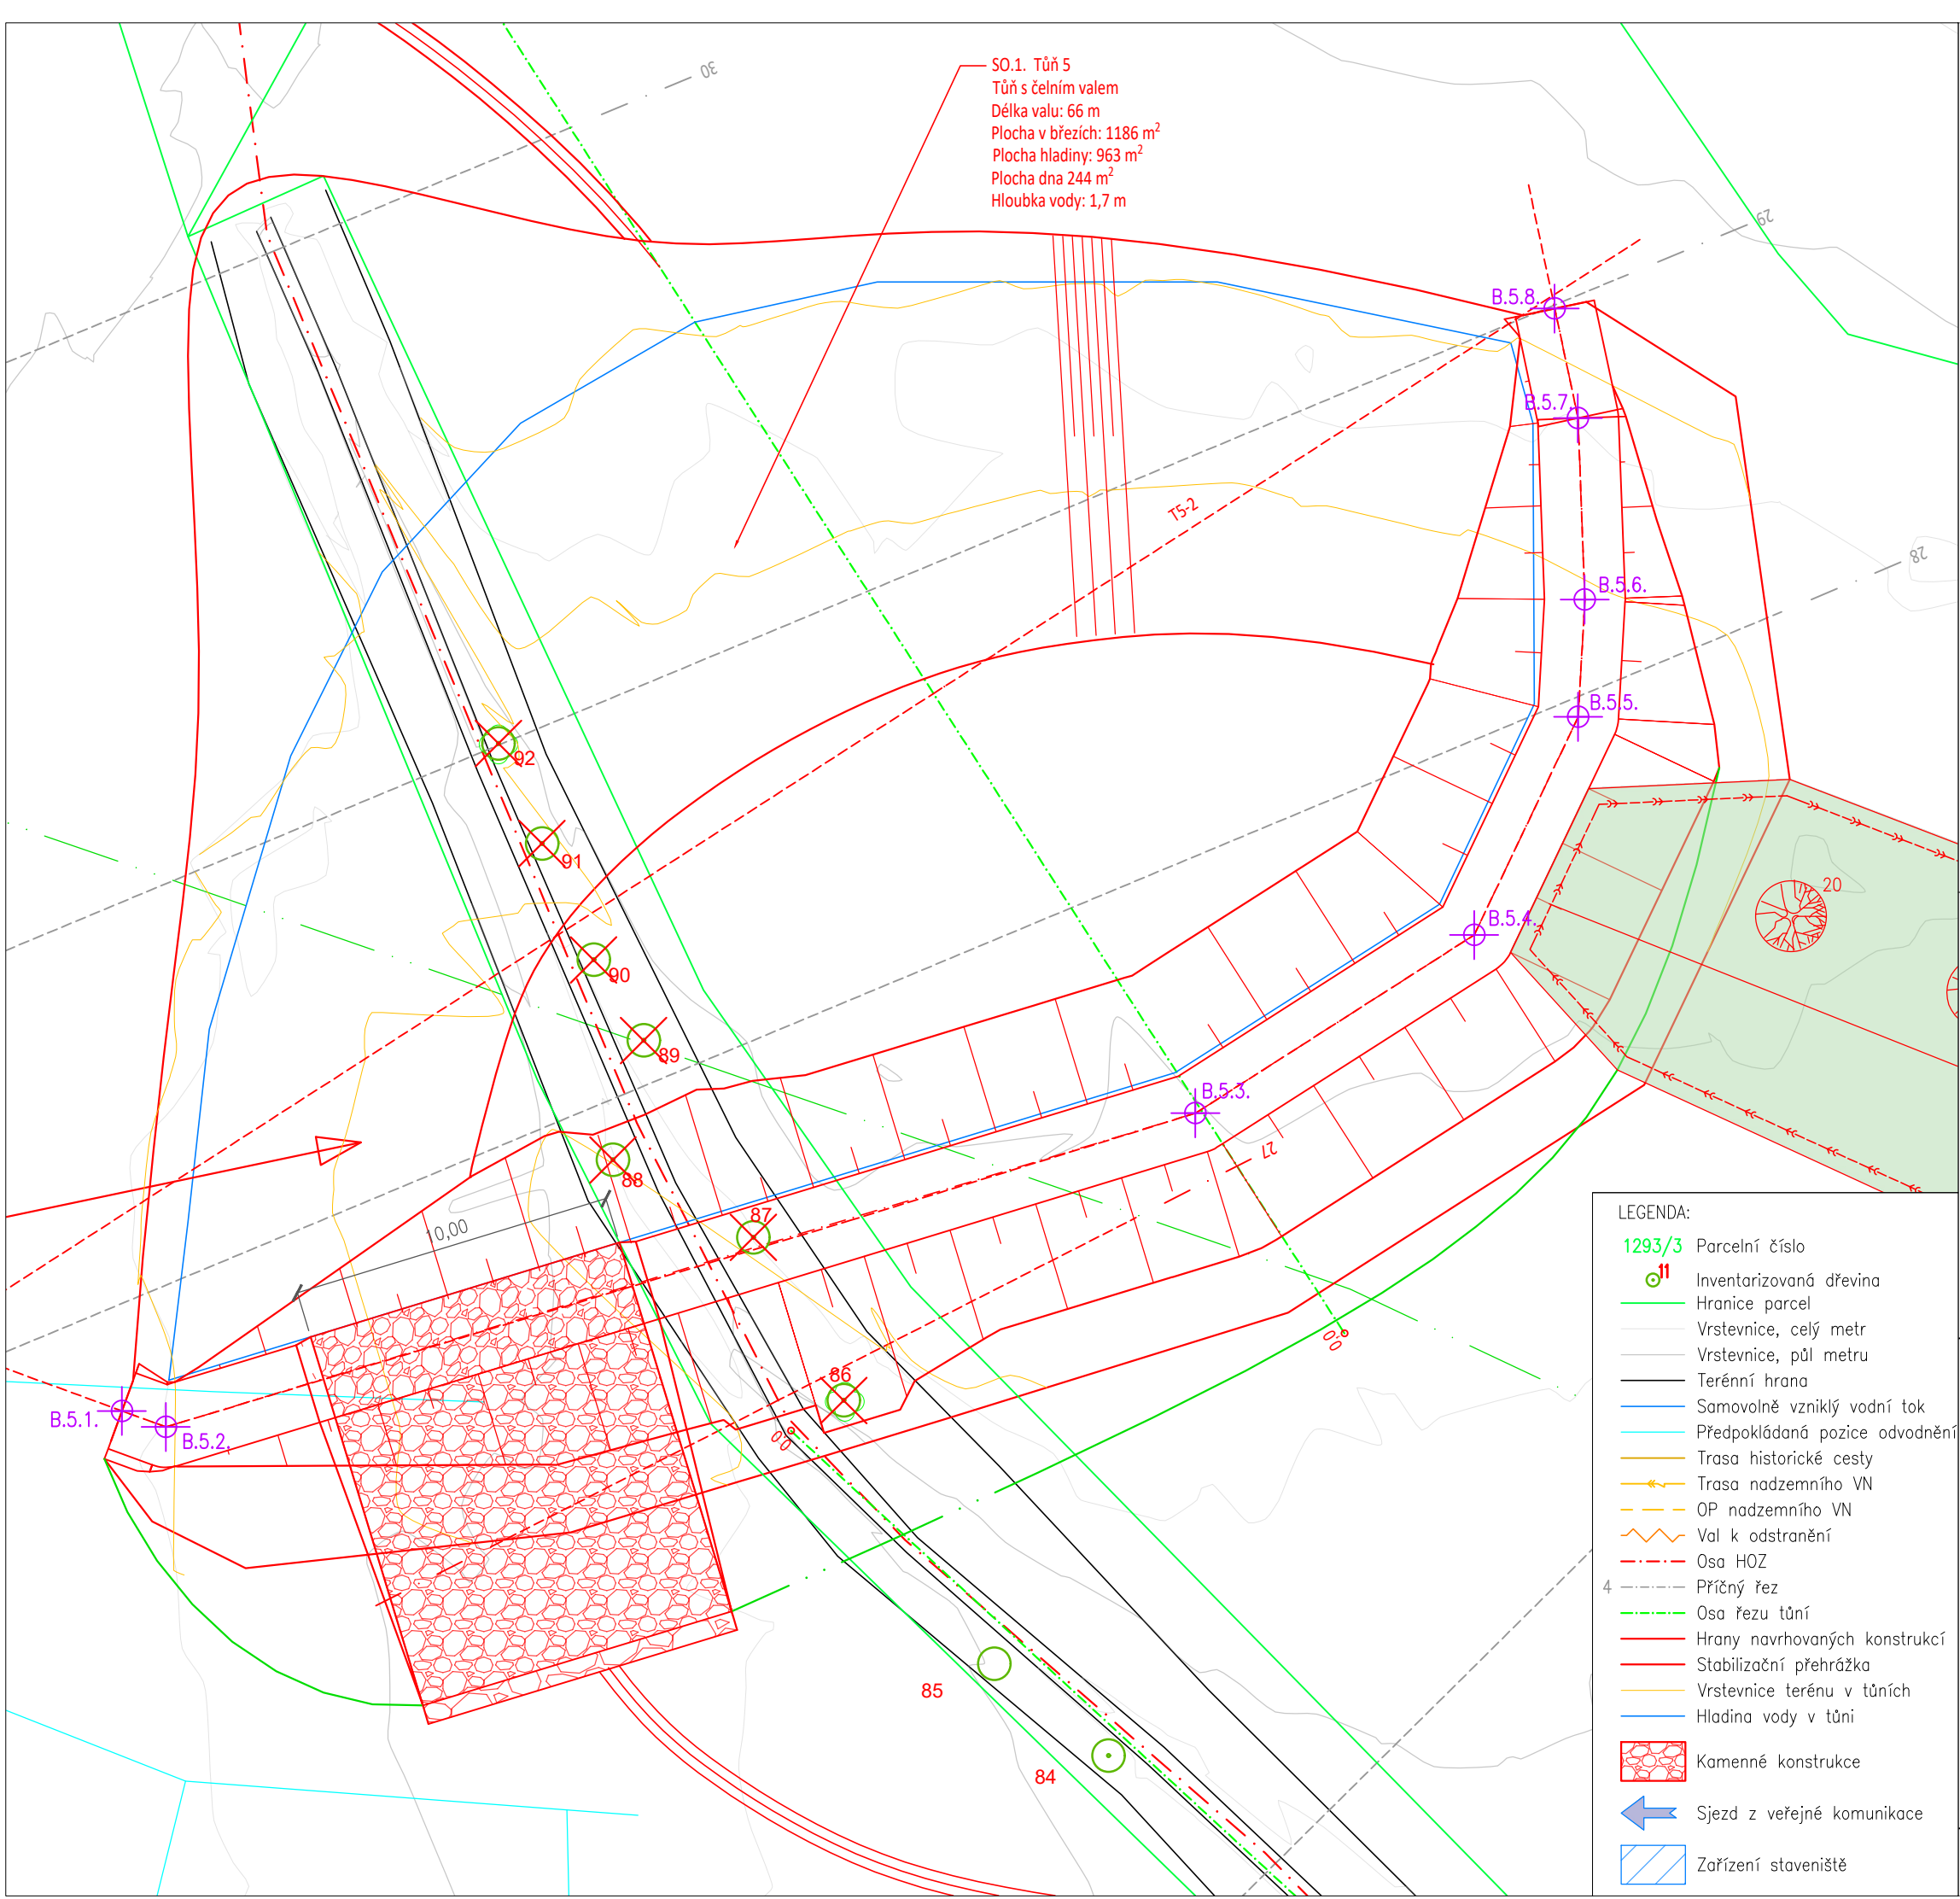 30
SO.1. Tůň 5
Tůň s čelním valem
Délka valu: 66 m
Plocha v březích: 1186 m²
Plocha hladiny: 963 m²
Plocha dna 244 m²
Hloubka vody: 1,7 m
29
B.5.8.
B.5.7.
T5-2
28
B.5.6.
B.5.5.
92
91
20
B.5.4.
90
89
B.5.3.
27
88
87
10,00
0.0
86
B.5.1.
B.5.2.
0.0
85
84
LEGENDA:
1293/3 Parcelní číslo
11 Inventarizovaná dřevina
Hranice parcel
Vrstevnice, celý metr
Vrstevnice, půl metru
Terénní hrana
Samovolně vzniklý vodní tok
Předpokládaná pozice odvodnění
Trasa historické cesty
Trasa nadzemního VN
OP nadzemního VN
Val k odstranění
Osa HOZ
4 Příčný řez
Osa řezu tůní
Hrany navrhovaných konstrukcí
Stabilizační přehrážka
Vrstevnice terénu v tůních
Hladina vody v tůni
Kamenné konstrukce
Sjezd z veřejné komunikace
Zařízení staveniště